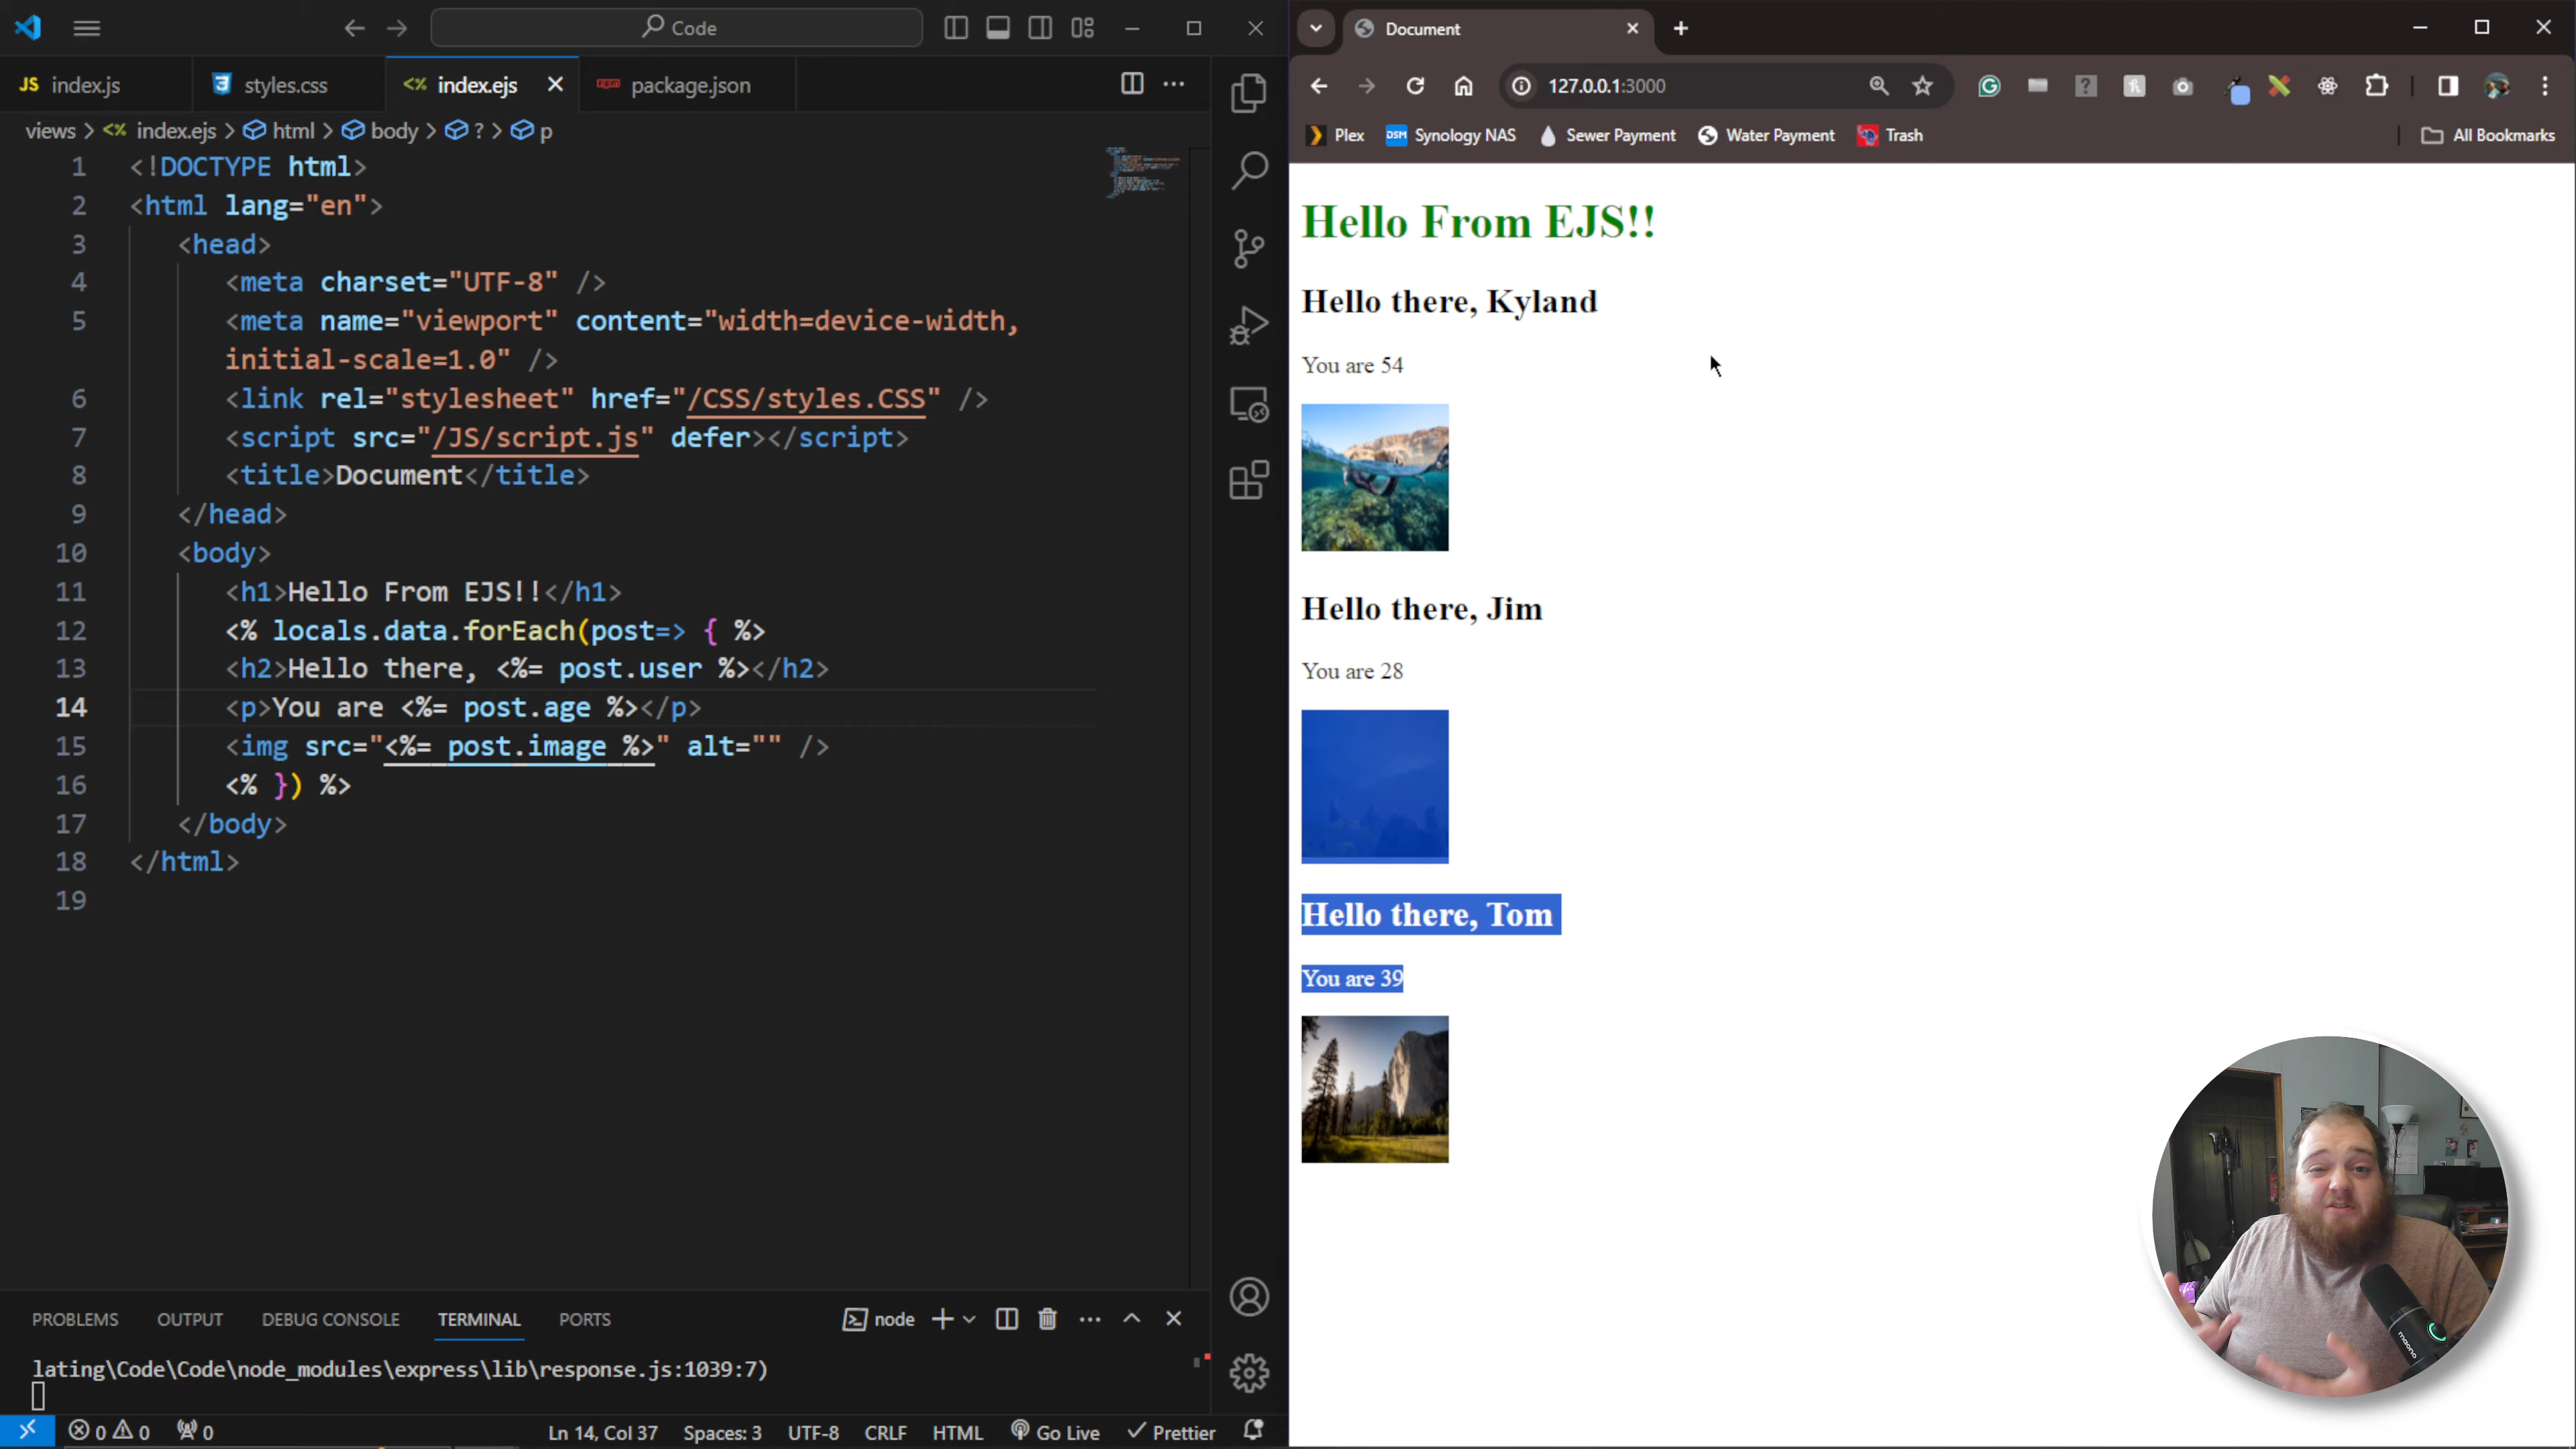 Code
JS index.js
styles.css
<% index.ejs
npm package.json
views > <% index.ejs > html > body > ? > p
1 <!DOCTYPE html>
2 <html lang="en">
3 <head>
4 <meta charset="UTF-8" />
5 <meta name="viewport" content="width=device-width,
initial-scale=1.0" />
6 <link rel="stylesheet" href="/CSS/styles.CSS" />
7 <script src="/JS/script.js" defer></script>
8 <title>Document</title>
9 </head>
10 <body>
11 <h1>Hello From EJS!!</h1>
12 <% locals.data.forEach(post=> { %>
13 <h2>Hello there, <%= post.user %></h2>
14 <p>You are <%= post.age %></p>
15 <img src="<%= post.image %>" alt="" />
16 <% }) %>
17 </body>
18 </html>
19
PROBLEMS
OUTPUT
DEBUG CONSOLE
TERMINAL
PORTS
node
lating\Code\Code\node_modules\express\lib\response.js:1039:7)
0
0
0
Ln 14, Col 37
Spaces: 3
UTF-8
CRLF
HTML
Go Live
Prettier
Document
127.0.0.1:3000
Plex
DSM Synology NAS
Sewer Payment
Water Payment
Trash
All Bookmarks
Hello From EJS!!
Hello there, Kyland
You are 54
Hello there, Jim
You are 28
Hello there, Tom
You are 39
maono